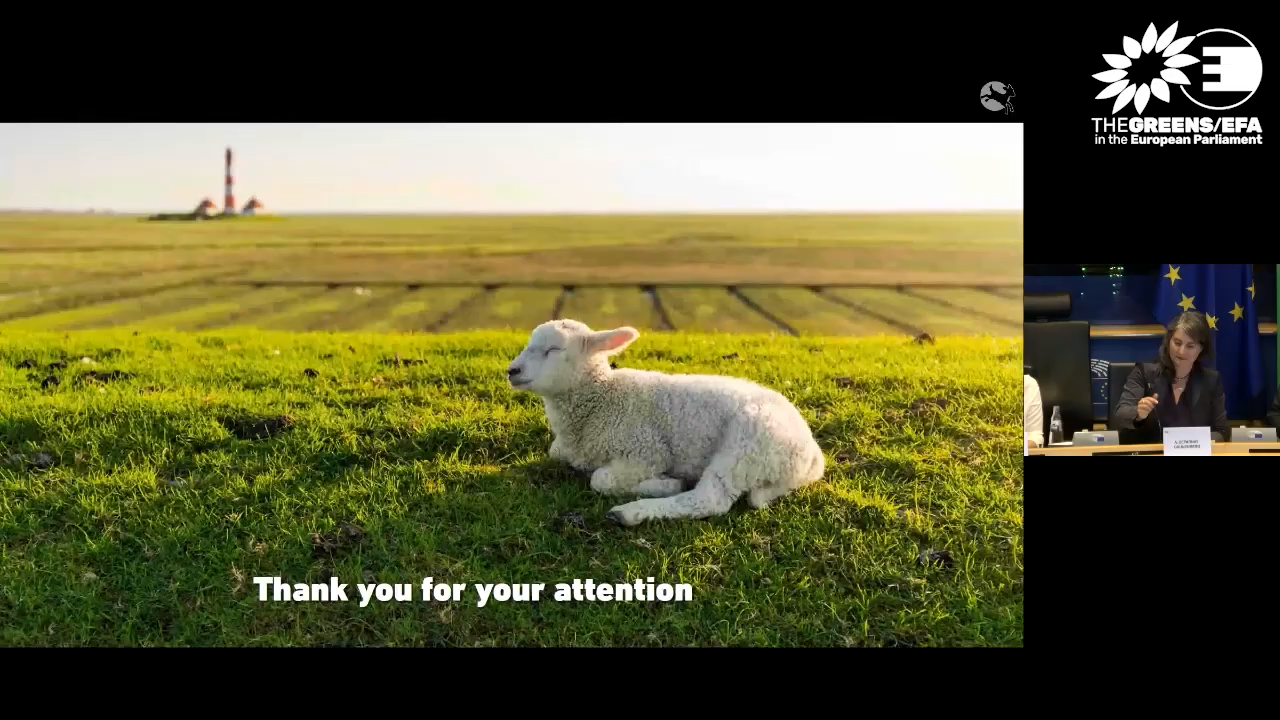 THE GREENS/EFA
in the European Parliament
Thank you for your attention